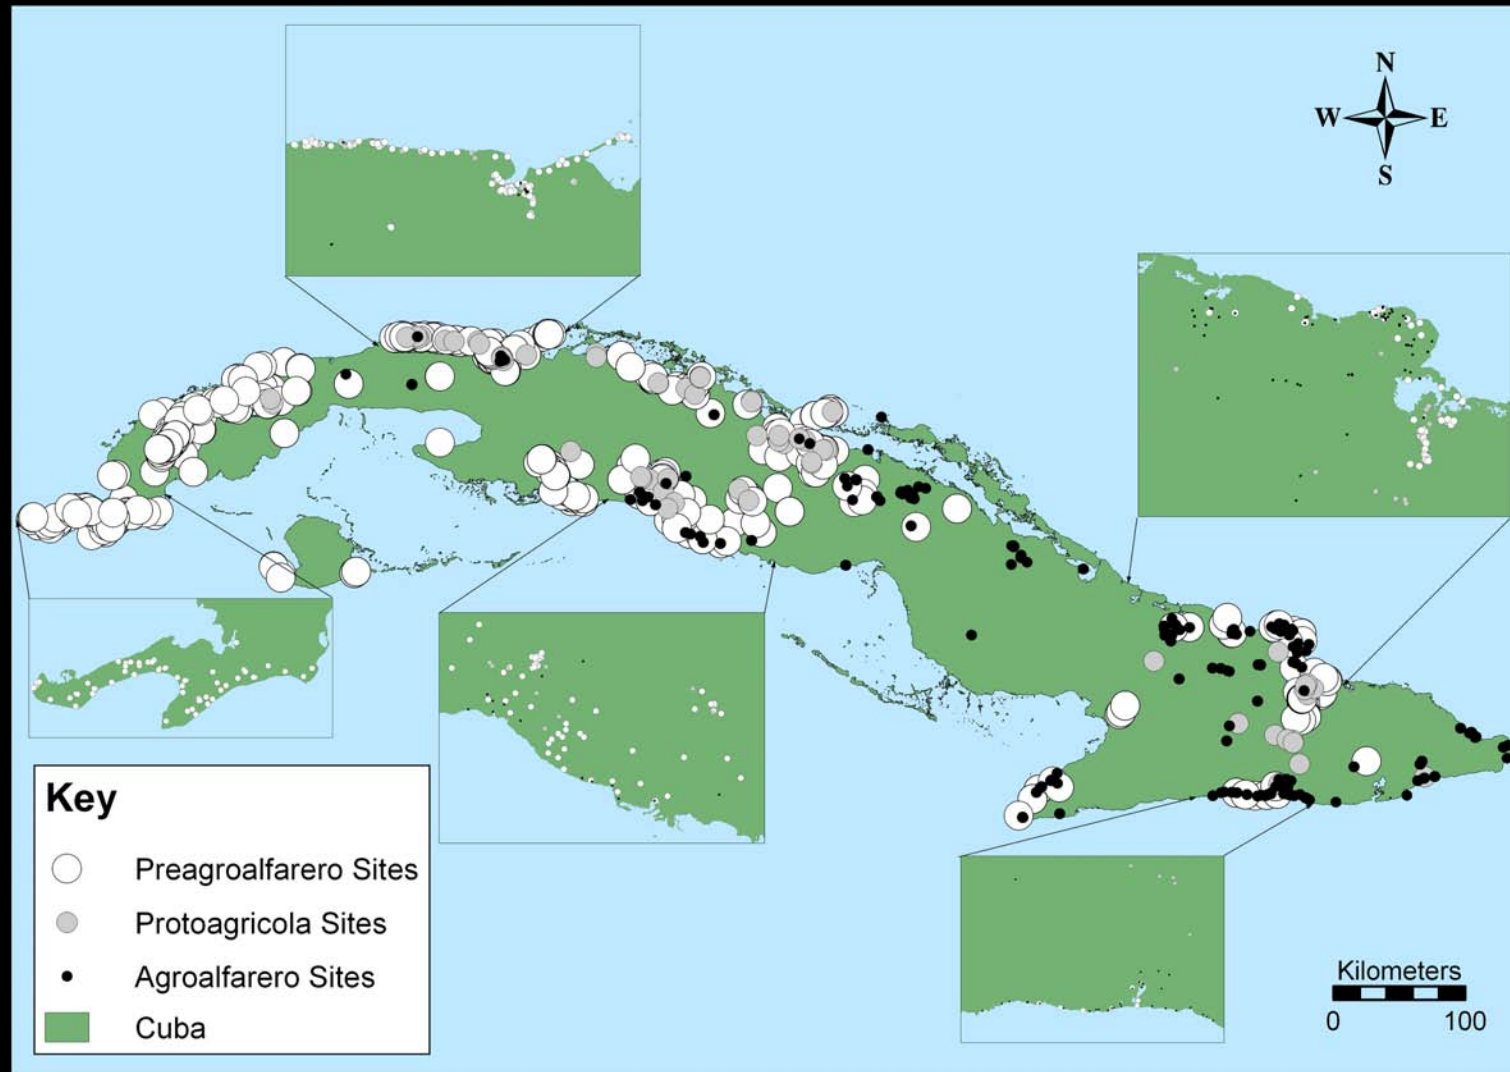 N
W E
S
Key
Preagroalfarero Sites
Protoagricola Sites
Agroalfarero Sites
Cuba
Kilometers
0 100